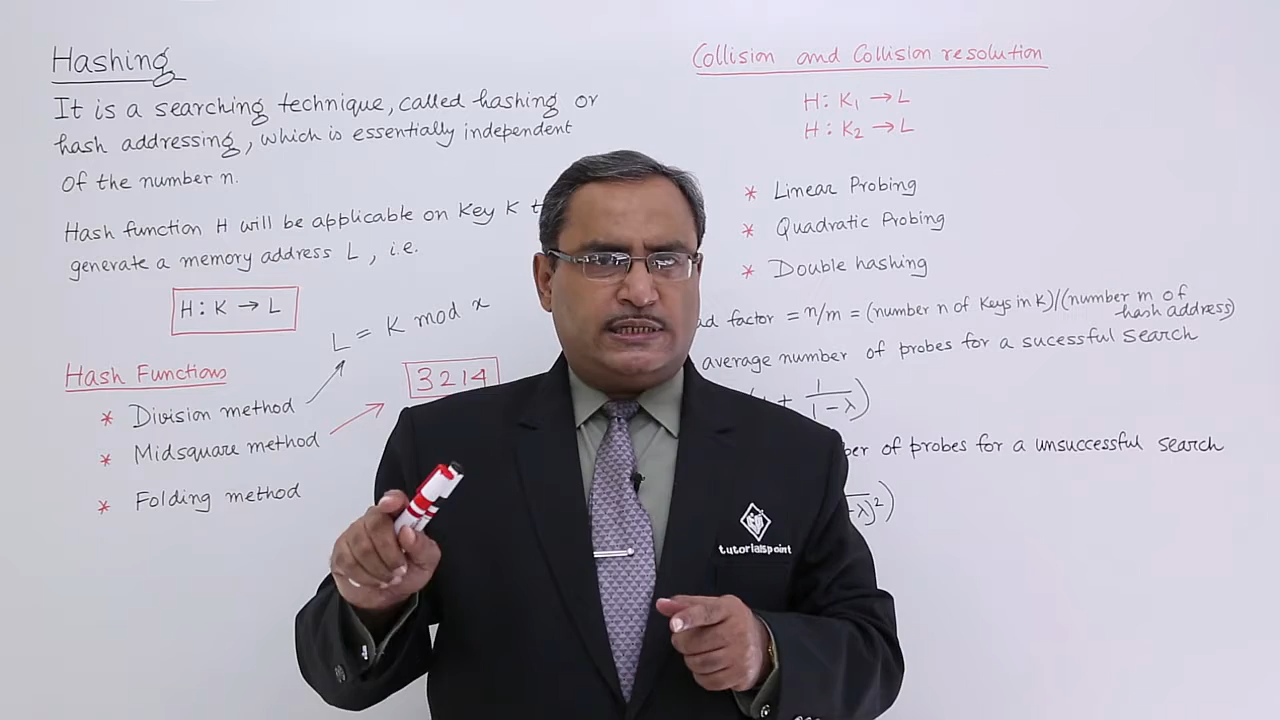 Hashing
It is a searching technique, called hashing or
hash addressing, which is essentially independent
of the number n.
Hash function H will be applicable on key K
generate a memory address L, i.e.
H: K → L
L = K mod x
Hash Functions
* Division method
3214
* Midsquare method
* Folding method
Collision and Collision resolution
H: K₁ → L
H: K₂ → L
* Linear Probing
* Quadratic Probing
* Double hashing
factor = n/m = (number n of keys in K)/(number m of
hash address)
average number of probes for a sucessful search
+ 1/(1-λ))
of probes for a unsuccessful search
-λ)²)
tutorialspoint